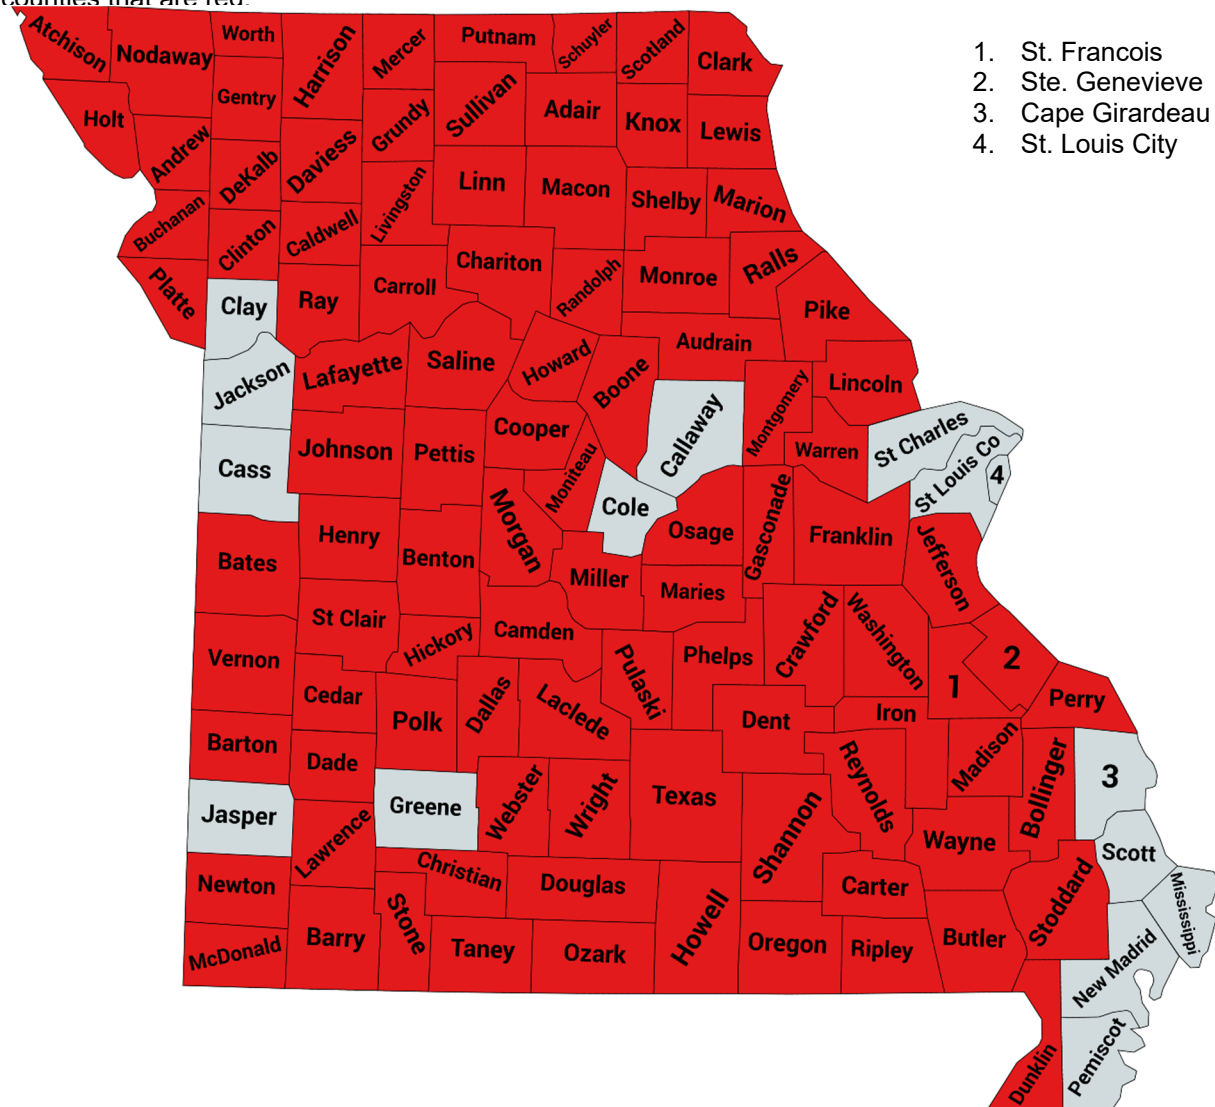 counties that are red.
1. St. Francois
2. Ste. Genevieve
3. Cape Girardeau
4. St. Louis City
Atchison
Nodaway
Worth
Harrison
Mercer
Putnam
Schuyler
Scotland
Clark
Holt
Gentry
Grundy
Sullivan
Adair
Knox
Lewis
Andrew
DeKalb
Daviess
Livingston
Linn
Macon
Shelby
Marion
Buchanan
Clinton
Caldwell
Carroll
Chariton
Randolph
Monroe
Ralls
Platte
Clay
Ray
Pike
Audrain
Jackson
Lafayette
Saline
Howard
Boone
Callaway
Montgomery
Lincoln
Warren
St Charles
St Louis Co
4
Cass
Johnson
Pettis
Cooper
Moniteau
Cole
Osage
Gasconade
Franklin
Jefferson
Bates
Henry
Benton
Morgan
Miller
Maries
Vernon
St Clair
Hickory
Camden
Pulaski
Phelps
Crawford
Washington
1
2
Perry
Cedar
Polk
Dallas
Laclede
Dent
Iron
Madison
Bollinger
3
Barton
Dade
Greene
Webster
Wright
Texas
Shannon
Reynolds
Wayne
Jasper
Lawrence
Christian
Douglas
Howell
Carter
Stoddard
Scott
Mississippi
Newton
McDonald
Barry
Stone
Taney
Ozark
Oregon
Ripley
Butler
New Madrid
Dunklin
Pemiscot